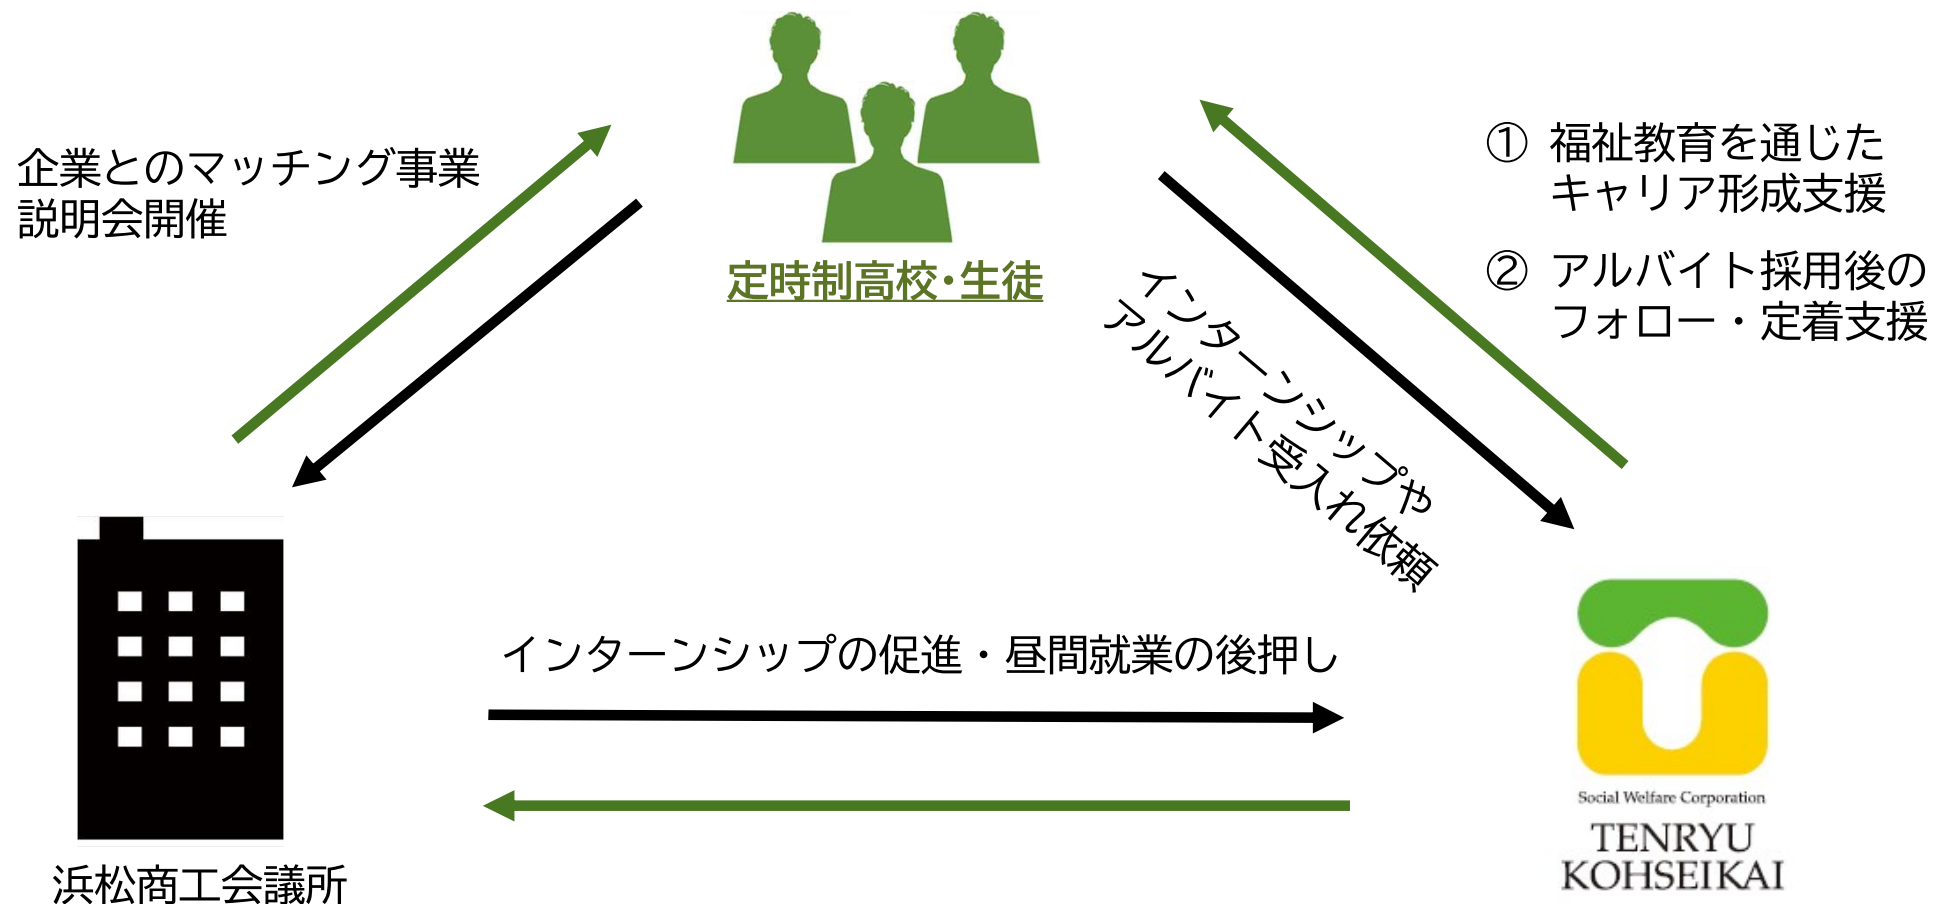 企業とのマッチング事業
説明会開催
定時制高校・生徒
① 福祉教育を通じた
キャリア形成支援
② アルバイト採用後の
フォロー・定着支援
インターンシップや
アルバイト受入れ依頼
インターンシップの促進・昼間就業の後押し
浜松商工会議所
Social Welfare Corporation
TENRYU
KOHSEIKAI